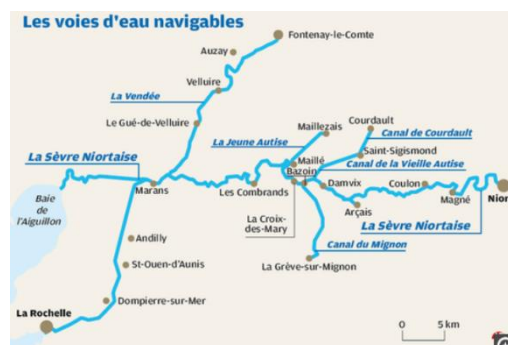 Les voies d'eau navigables
Fontenay-le-Comte
Auzay
Velluire
La Vendée
Le Gué-de-Velluire
Maillezais
Courdault
Canal de Courdault
La Jeune Autise
Saint-Sigismond
La Sèvre Niortaise
Maillé
Canal de la Vieille Autise
Bazoin
Marans
Les Combrands
Damvix
Coulon
Magné
Nior
Baie
de
l'Aiguillon
Arçais
La Sèvre Niortaise
La Croix-
des-Mary
Canal du Mignon
Andilly
La Grève-sur-Mignon
St-Ouen-d'Aunis
Dompierre-sur-Mer
La Rochelle
0 5 km